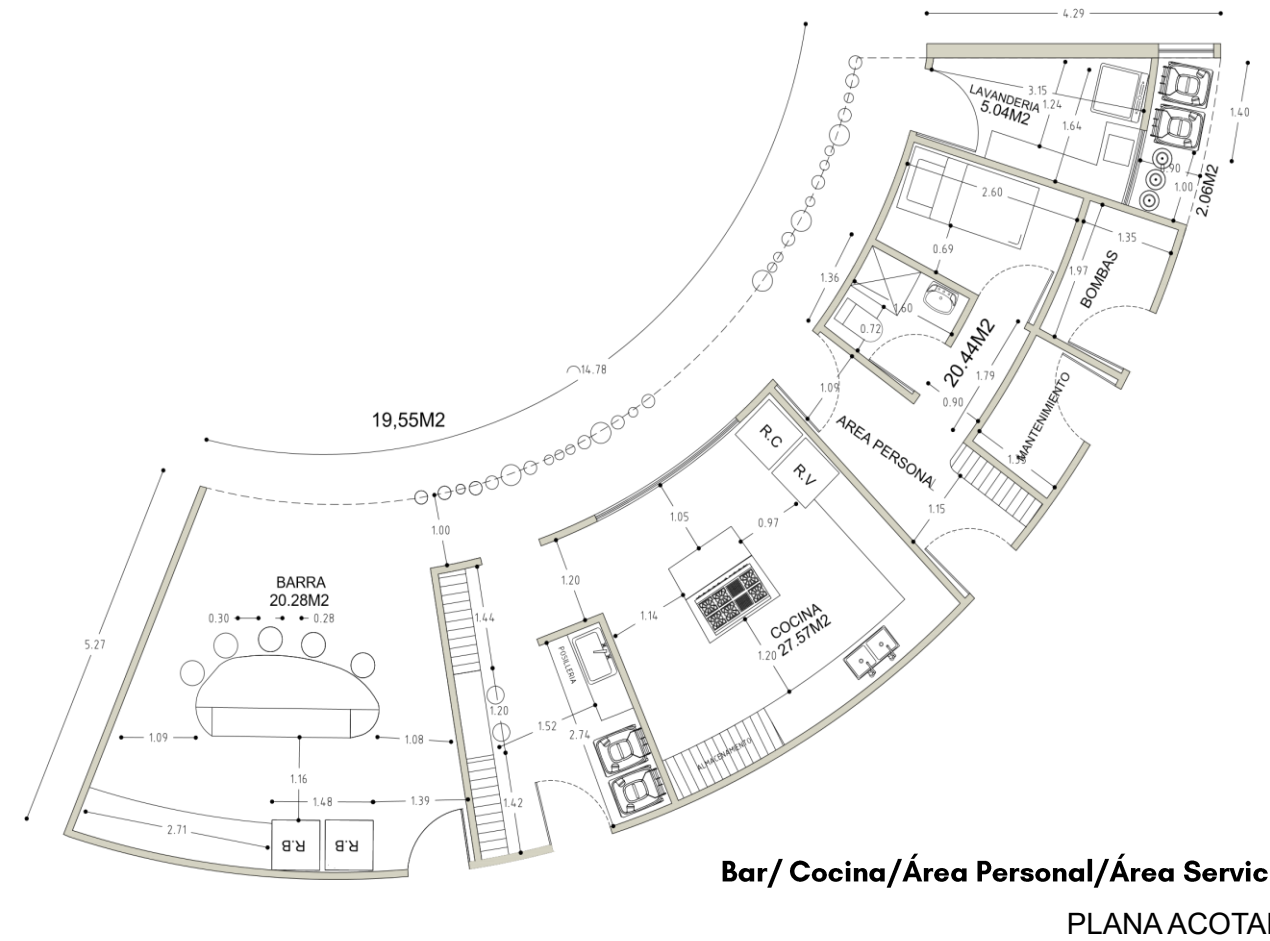 4.29
LAVANDERIA
5.04M2
3.15
1.24
1.64
1.40
0.90
1.00
2.06M2
2.60
1.35
0.69
1.97
BOMBAS
1.36
1.60
0.72
20.44M2
1.79
1.09
0.90
MANTENIMIENTO
AREA PERSONAL
1.15
14.78
19,55M2
R.C
R.V
1.05
0.97
1.00
1.20
1.14
COCINA
27.57M2
1.20
BARRA
20.28M2
0.30
0.28
5.27
1.44
POSILLERIA
1.20
1.52
2.74
1.09
1.08
1.16
ALMACENAMIENTO
1.48
1.39
1.42
2.71
R.B
R.B
Bar/ Cocina/Área Personal/Área Servic
PLANA ACOTA